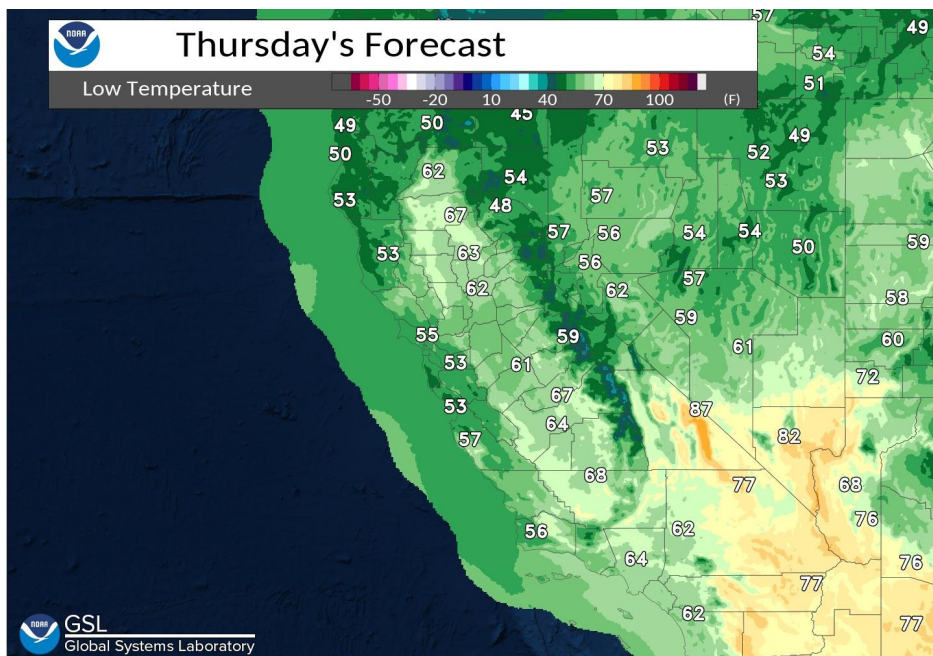 NOAA
Thursday's Forecast
Low Temperature
-50 -20 10 40 70 100 (F)
57
49
54
51
49 50 45
49
50 53 52
62 54 53
53 48 57
67
57 56 54 54 50 59
53 63
56
62 62 57 58
59
55 59 61 60
53 61
72
67
53 87
64
57 82
68 77 68
76
56 62
64 76
77
62 77
NOAA GSL
Global Systems Laboratory